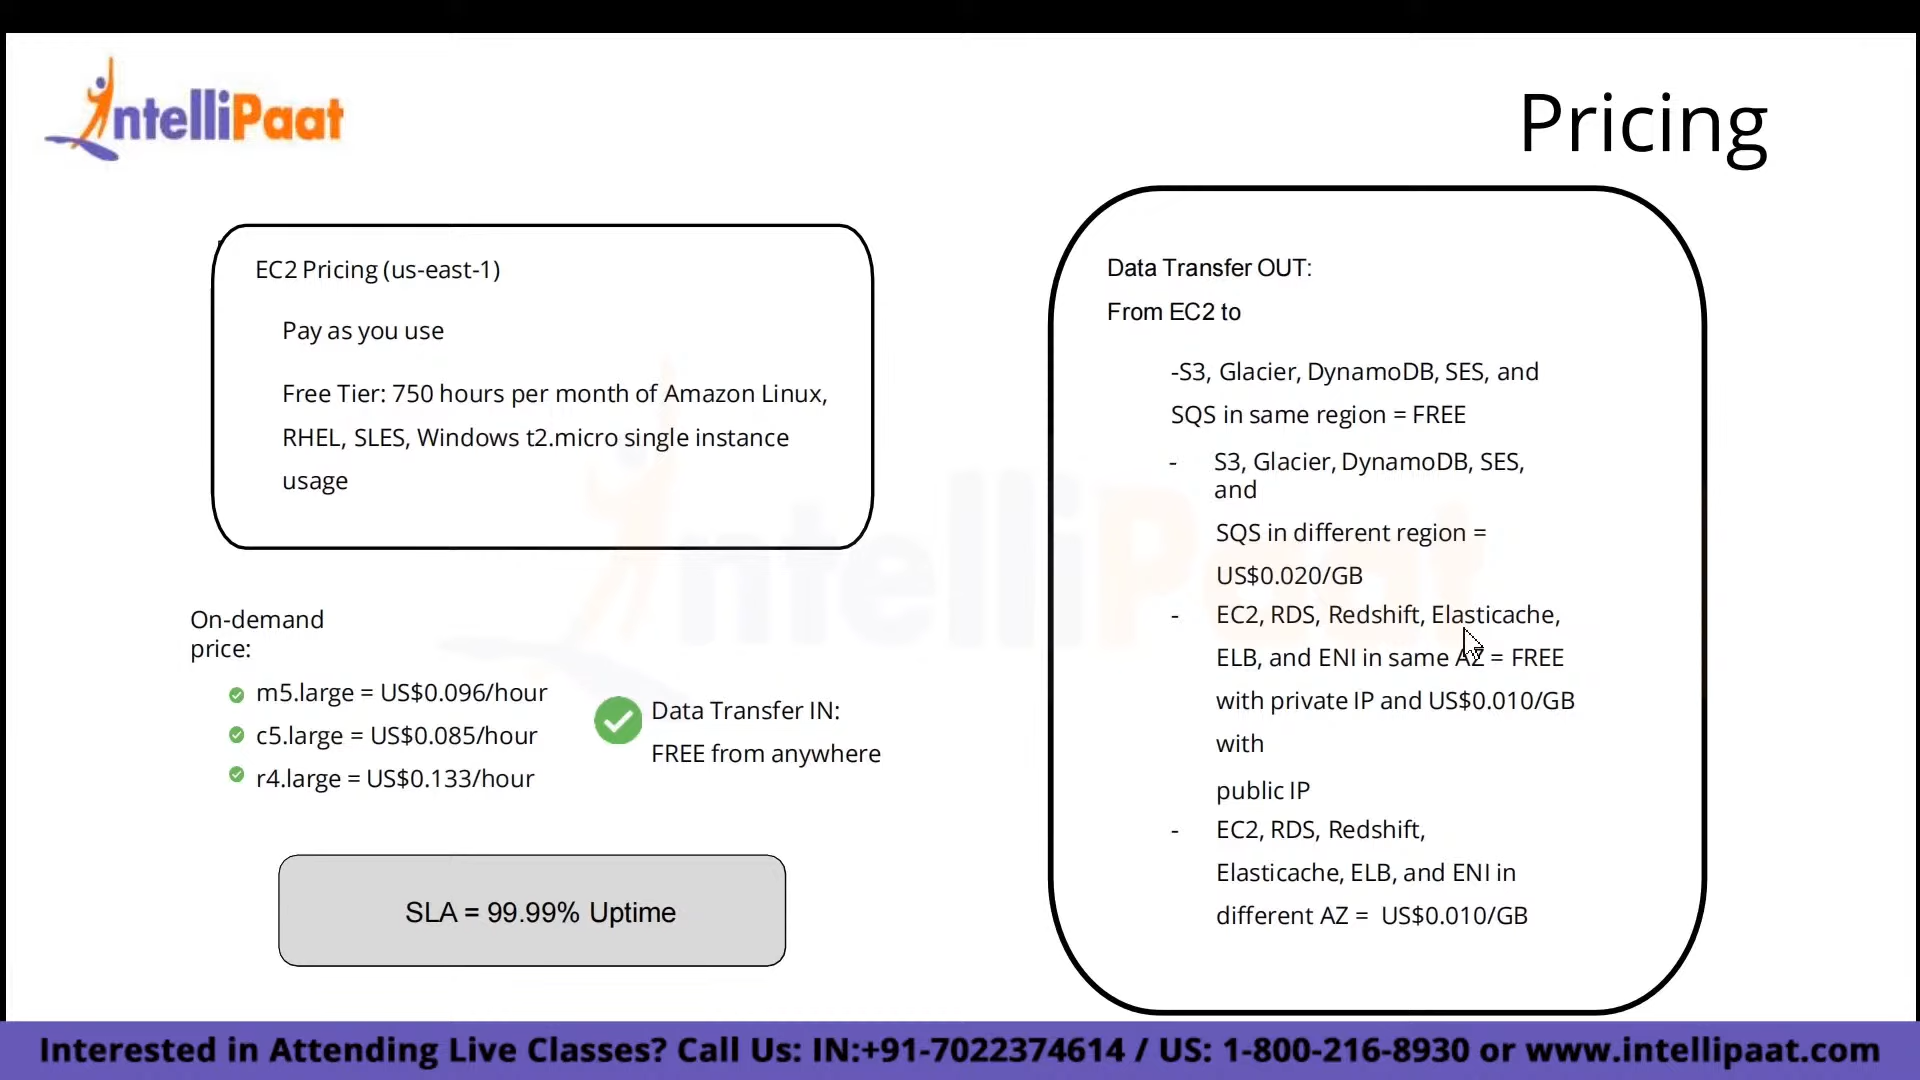 IntelliPaat
Pricing
EC2 Pricing (us-east-1)
Pay as you use
Free Tier: 750 hours per month of Amazon Linux,
RHEL, SLES, Windows t2.micro single instance
usage
On-demand
price:
m5.large = US$0.096/hour
c5.large = US$0.085/hour
r4.large = US$0.133/hour
Data Transfer IN:
FREE from anywhere
SLA = 99.99% Uptime
Data Transfer OUT:
From EC2 to
-S3, Glacier, DynamoDB, SES, and
SQS in same region = FREE
- S3, Glacier, DynamoDB, SES,
and
SQS in different region =
US$0.020/GB
- EC2, RDS, Redshift, Elasticache,
ELB, and ENI in same AZ = FREE
with private IP and US$0.010/GB
with
public IP
- EC2, RDS, Redshift,
Elasticache, ELB, and ENI in
different AZ = US$0.010/GB
IntelliPaat
Interested in Attending Live Classes? Call Us: IN:+91-7022374614 / US: 1-800-216-8930 or www.intellipaat.com